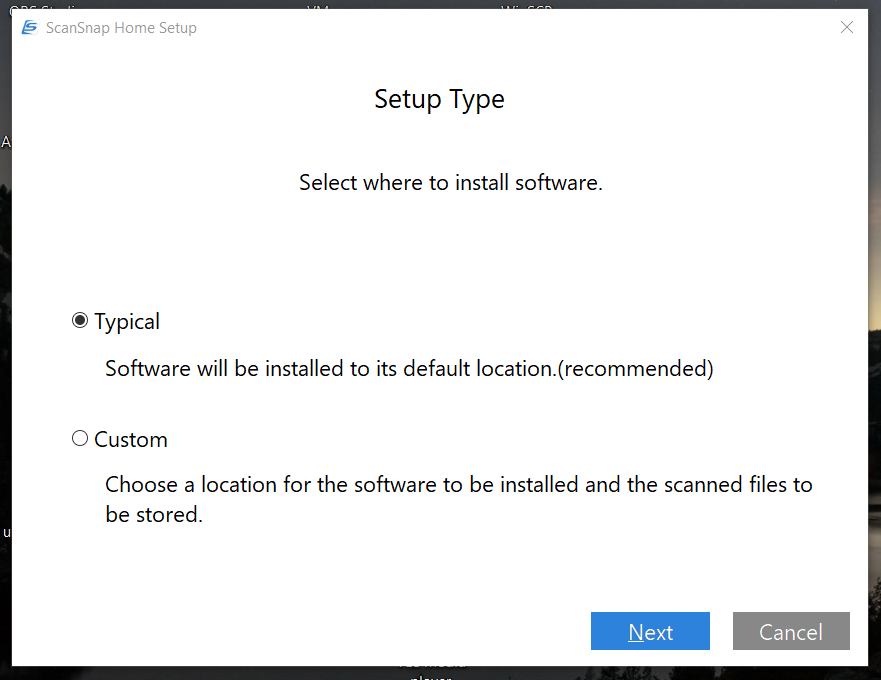 ScanSnap Home Setup
Setup Type
Select where to install software.
Typical
Software will be installed to its default location.(recommended)
Custom
Choose a location for the software to be installed and the scanned files to
be stored.
Next
Cancel